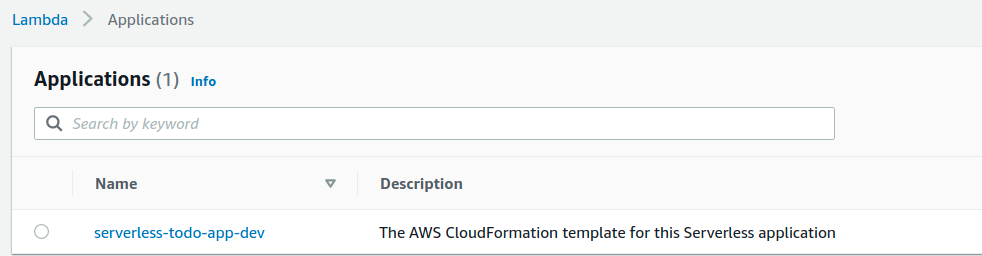 Lambda > Applications
Applications (1) Info
Search by keyword
Name Description
serverless-todo-app-dev The AWS CloudFormation template for this Serverless application